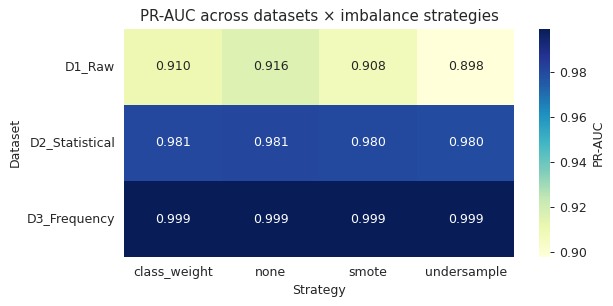 PR-AUC across datasets × imbalance strategies
D1_Raw 0.910 0.916 0.908 0.898
D2_Statistical 0.981 0.981 0.980 0.980
D3_Frequency 0.999 0.999 0.999 0.999
class_weight none smote undersample
Strategy
Dataset
0.98
0.96
0.94
0.92
0.90
PR-AUC